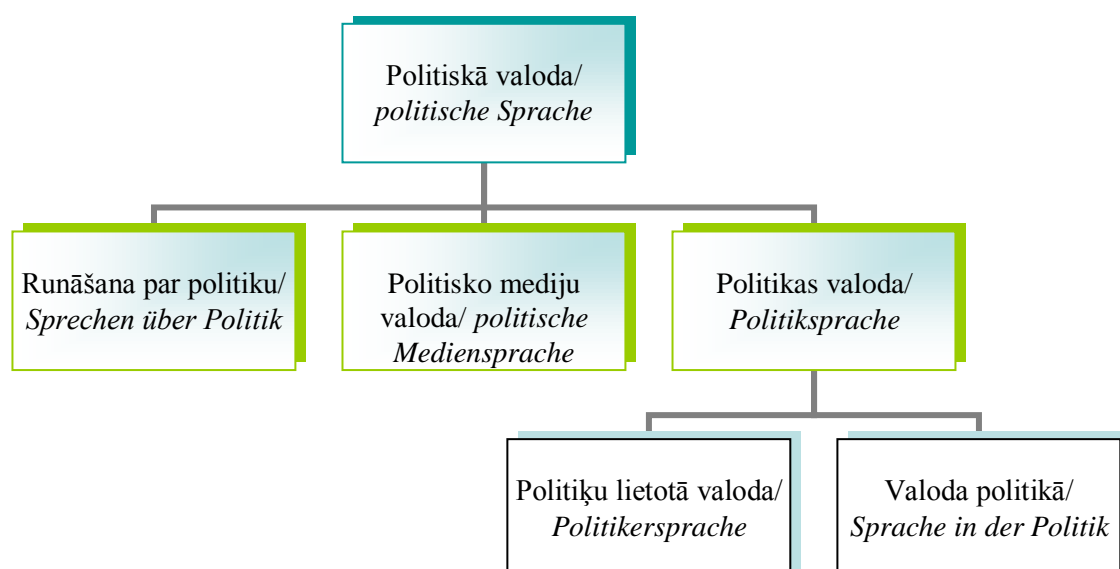 Politiskā valoda/
politische Sprache
Runāšana par politiku/
Sprechen über Politik
Politisko mediju
valoda/ politische
Mediensprache
Politikas valoda/
Politiksprache
Politiķu lietotā valoda/
Politikersprache
Valoda politikā/
Sprache in der Politik